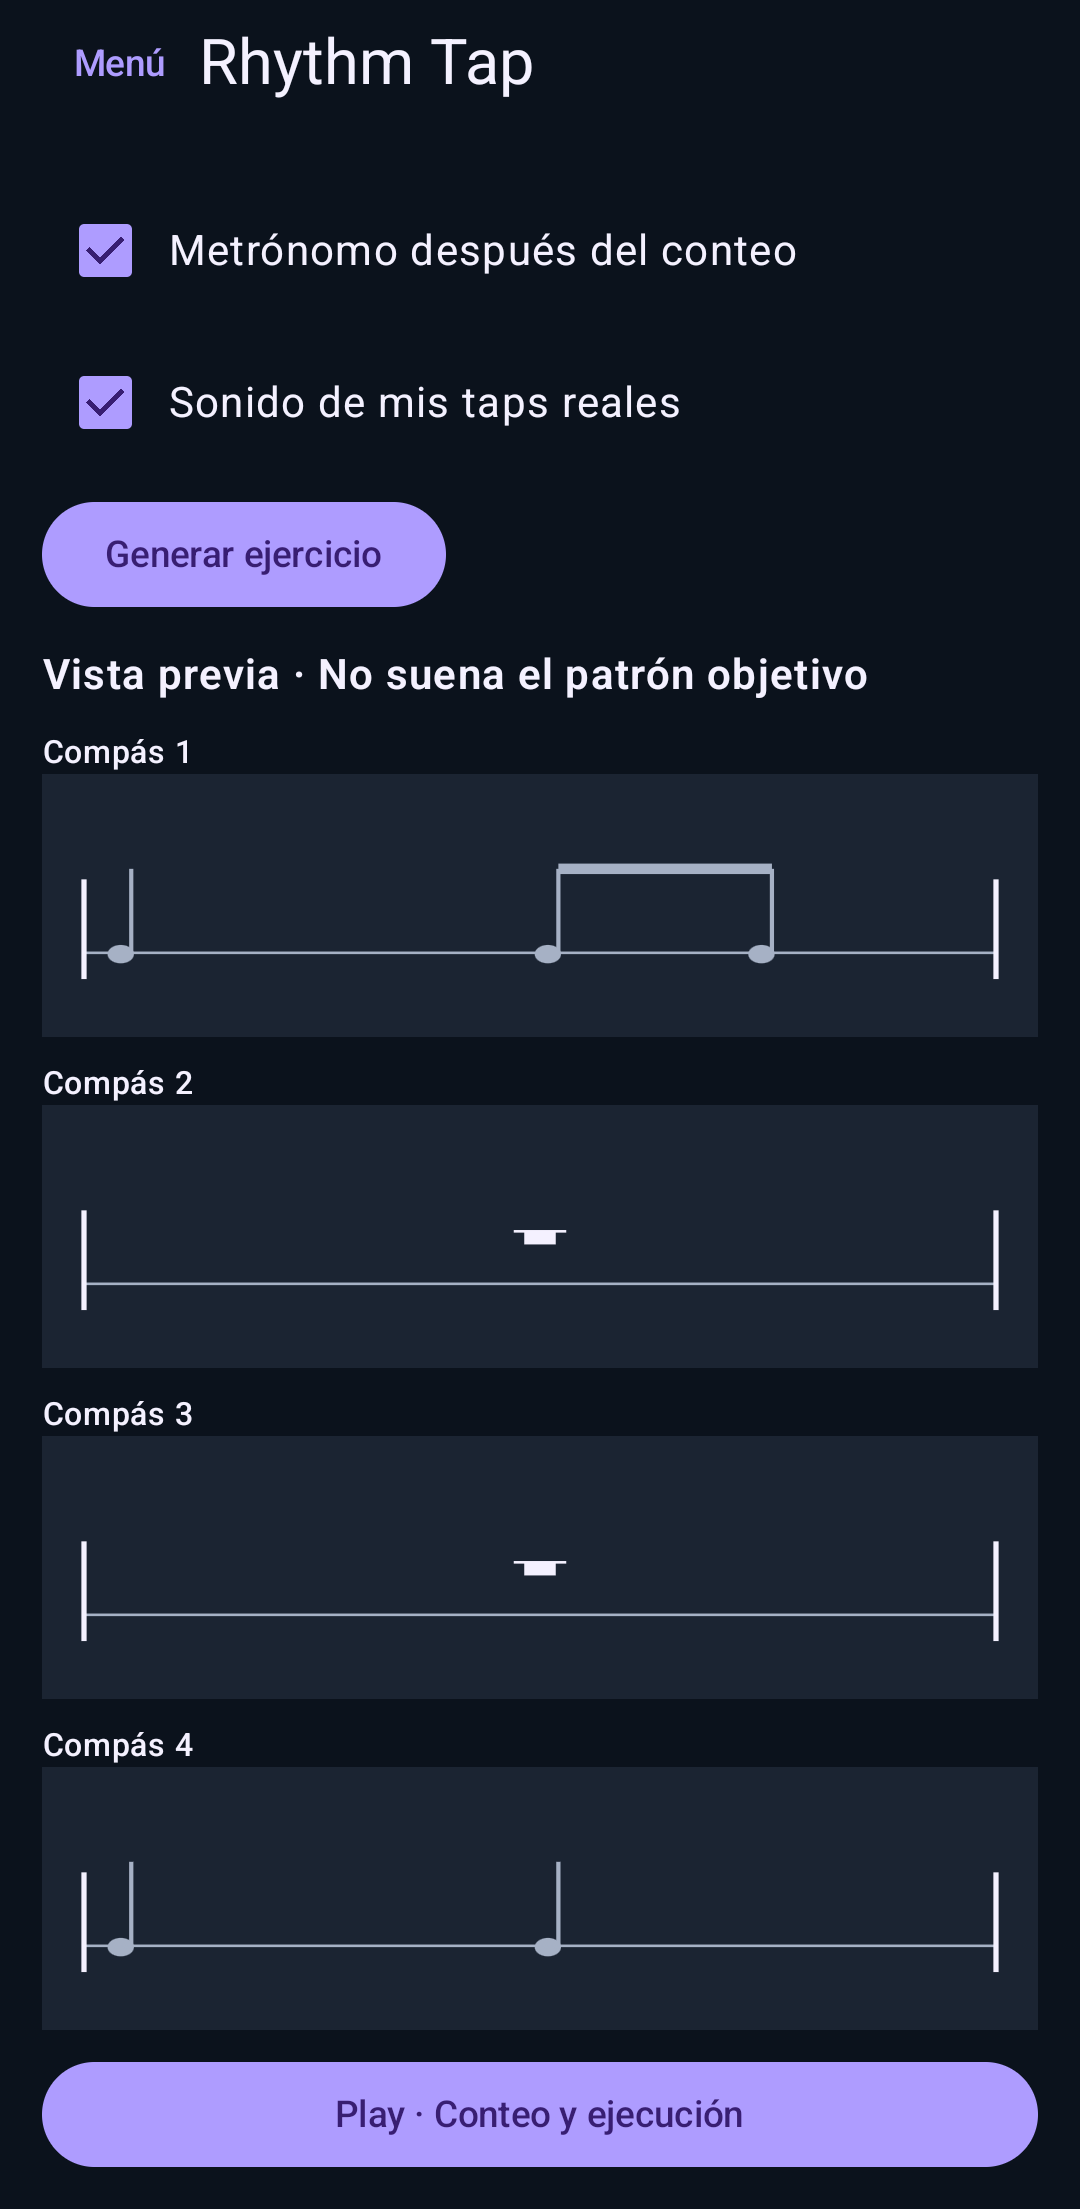 Menú Rhythm Tap
Metrónomo después del conteo
Sonido de mis taps reales
Generar ejercicio
Vista previa · No suena el patrón objetivo
Compás 1
Compás 2
Compás 3
Compás 4
Play · Conteo y ejecución